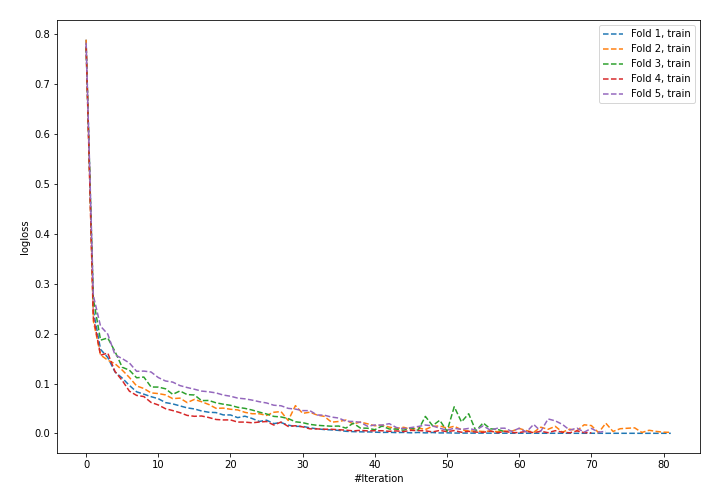 0.8
0.7
0.6
0.5
0.4
0.3
0.2
0.1
0.0
logloss
0 10 20 30 40 50 60 70 80
#Iteration
Fold 1, train
Fold 2, train
Fold 3, train
Fold 4, train
Fold 5, train